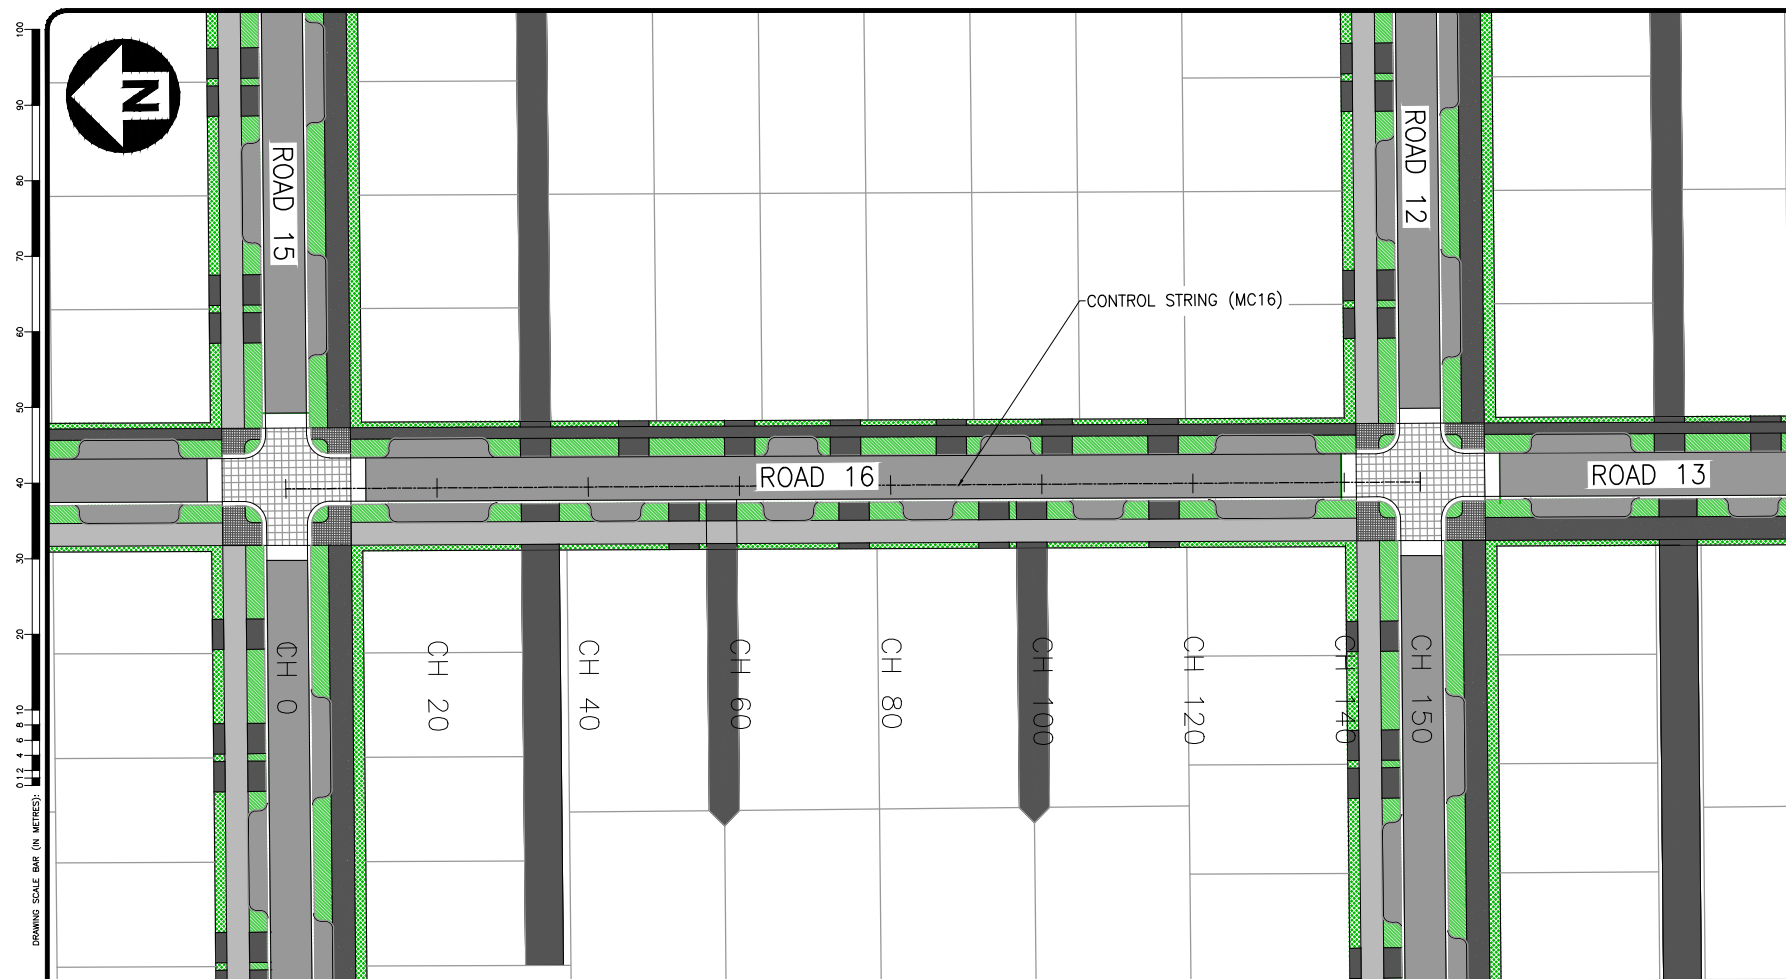 N
ROAD 15
ROAD 12
CONTROL STRING (MC16)
ROAD 16
ROAD 13
CH 0
CH 20
CH 40
CH 60
CH 80
CH 100
CH 120
CH 140
CH 150
100
90
80
70
60
50
40
30
20
10
8
6
4
2
1
0
DRAWING SCALE BAR (IN METRES):